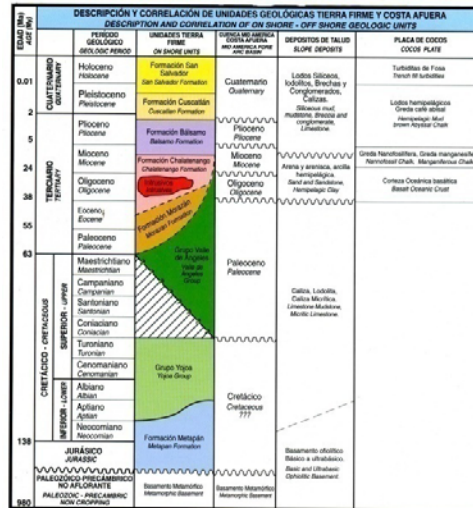 DESCRIPCIÓN Y CORRELACIÓN DE UNIDADES GEOLÓGICAS TIERRA FIRME Y COSTA AFUERA
DESCRIPTION AND CORRELATION OF ON SHORE - OFF SHORE GEOLOGIC UNITS
EDAD (Ma)
AGE (Ma)
PERÍODO
GEOLÓGICO
GEOLOGIC PERIOD
UNIDADES TIERRA
FIRME
ON SHORE UNITS
CUENCA MID AMERICA
COSTA AFUERA
MID AMERICA FORE
ARC BASIN
DEPOSITOS DE TALUD
SLOPE DEPOSITS
PLACA DE COCOS
COCOS PLATE
0.01
2
5
24
38
55
63
138
980
CUATERNARIO
QUATERNARY
TERCIARIO
TERTIARY
CRETÁCICO - CRETACEOUS
SUPERIOR - UPPER
INFERIOR - LOWER
Holoceno
Holocene
Pleistoceno
Pleistocene
Plioceno
Pliocene
Mioceno
Miocene
Oligoceno
Oligocene
Eoceno
Eocene
Paleoceno
Paleocene
Maestrichtiano
Maestrichtian
Campaniano
Campanian
Santoniano
Santonian
Coniaciano
Coniacian
Turoniano
Turonian
Cenomaniano
Cenomanian
Albiano
Albian
Aptiano
Aptian
Neocomiano
Neocomian
JURÁSICO
JURASSIC
PALEOZÓICO-PRECÁMBRICO
NO AFLORANTE
PALEOZOIC - PRECAMBRIC
NON CROPPING
Formación San
Salvador
San Salvador Formation
Formación Cuscatlán
Cuscatlan Formation
Formación Bálsamo
Balsamo Formation
Formación Chalatenango
Chalatenango Formation
Formación Morazán
Morazan Formation
Grupo Valle
de Ángeles
Valle de
Angeles
Group
Grupo Yojoa
Yojoa Group
Formación Metapán
Metapan Formation
Basamento Metamórfico
Metamorphic Basement
Cuaternario
Quaternary
Plioceno
Pliocene
Mioceno
Miocene
Oligoceno
Oligocene
Paleoceno
Paleocene
Cretácico
Cretaceous
???
Basamento Metamórfico
Metamorphic Basement
Lodos Silíceos,
lodolitos, Brechas y
Conglomerados,
Calizas.
Siliceous mud,
mudstone, Breccia and
conglomerate,
Limestone.
Arena y arenisca, arcilla
hemipelágica.
Sand and Sandstone,
Hemipelagic Clay
Caliza, Lodolita,
Caliza Micrítica,
Limestone Mudstone,
Micritic Limestone.
Basamento ofiolítico
Básico a ultrabásico.
Basic and Ultrabasic
Ophiolitic Basement.
Turbiditas de Fosa
Trench fill turbidites
Lodos hemipelágicos
Greda café abisal
Hemipelagic Mud
brown Abyssal Chalk
Greda Nanofosilífera, Greda manganes
Nannofossil Chalk, Manganiferous Chalk
Corteza Oceánica basáltica
Basalt Oceanic Crust